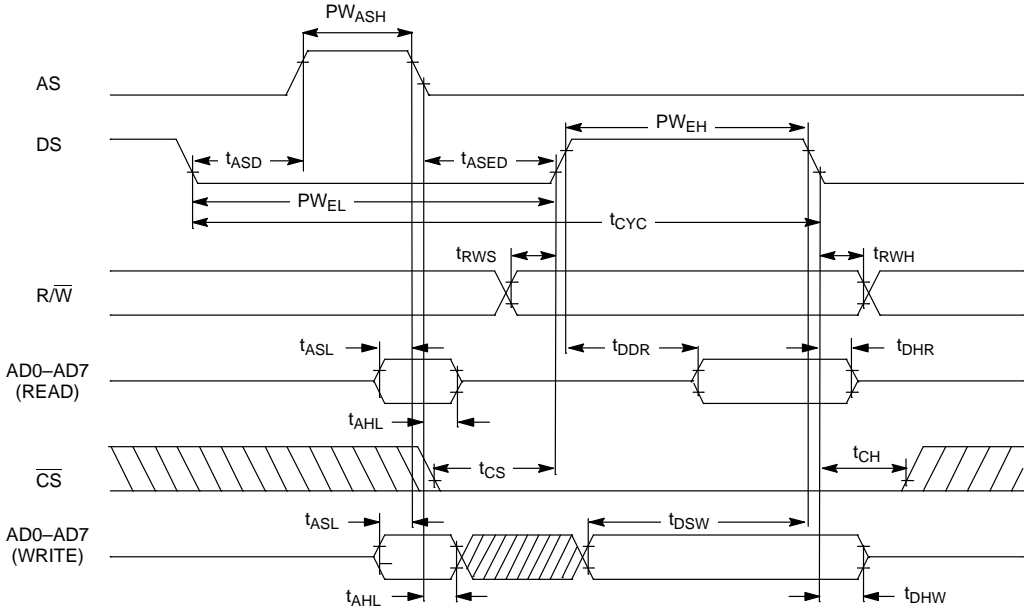 PWASH
AS
PWEH
DS
tASD
tASED
PWEL
tCYC
tRWS
tRWH
R/W̅
tASL
tDDR
tDHR
AD0–AD7
(READ)
tAHL
tCS
tCH
C̅S̅
tASL
tDSW
AD0–AD7
(WRITE)
tAHL
tDHW